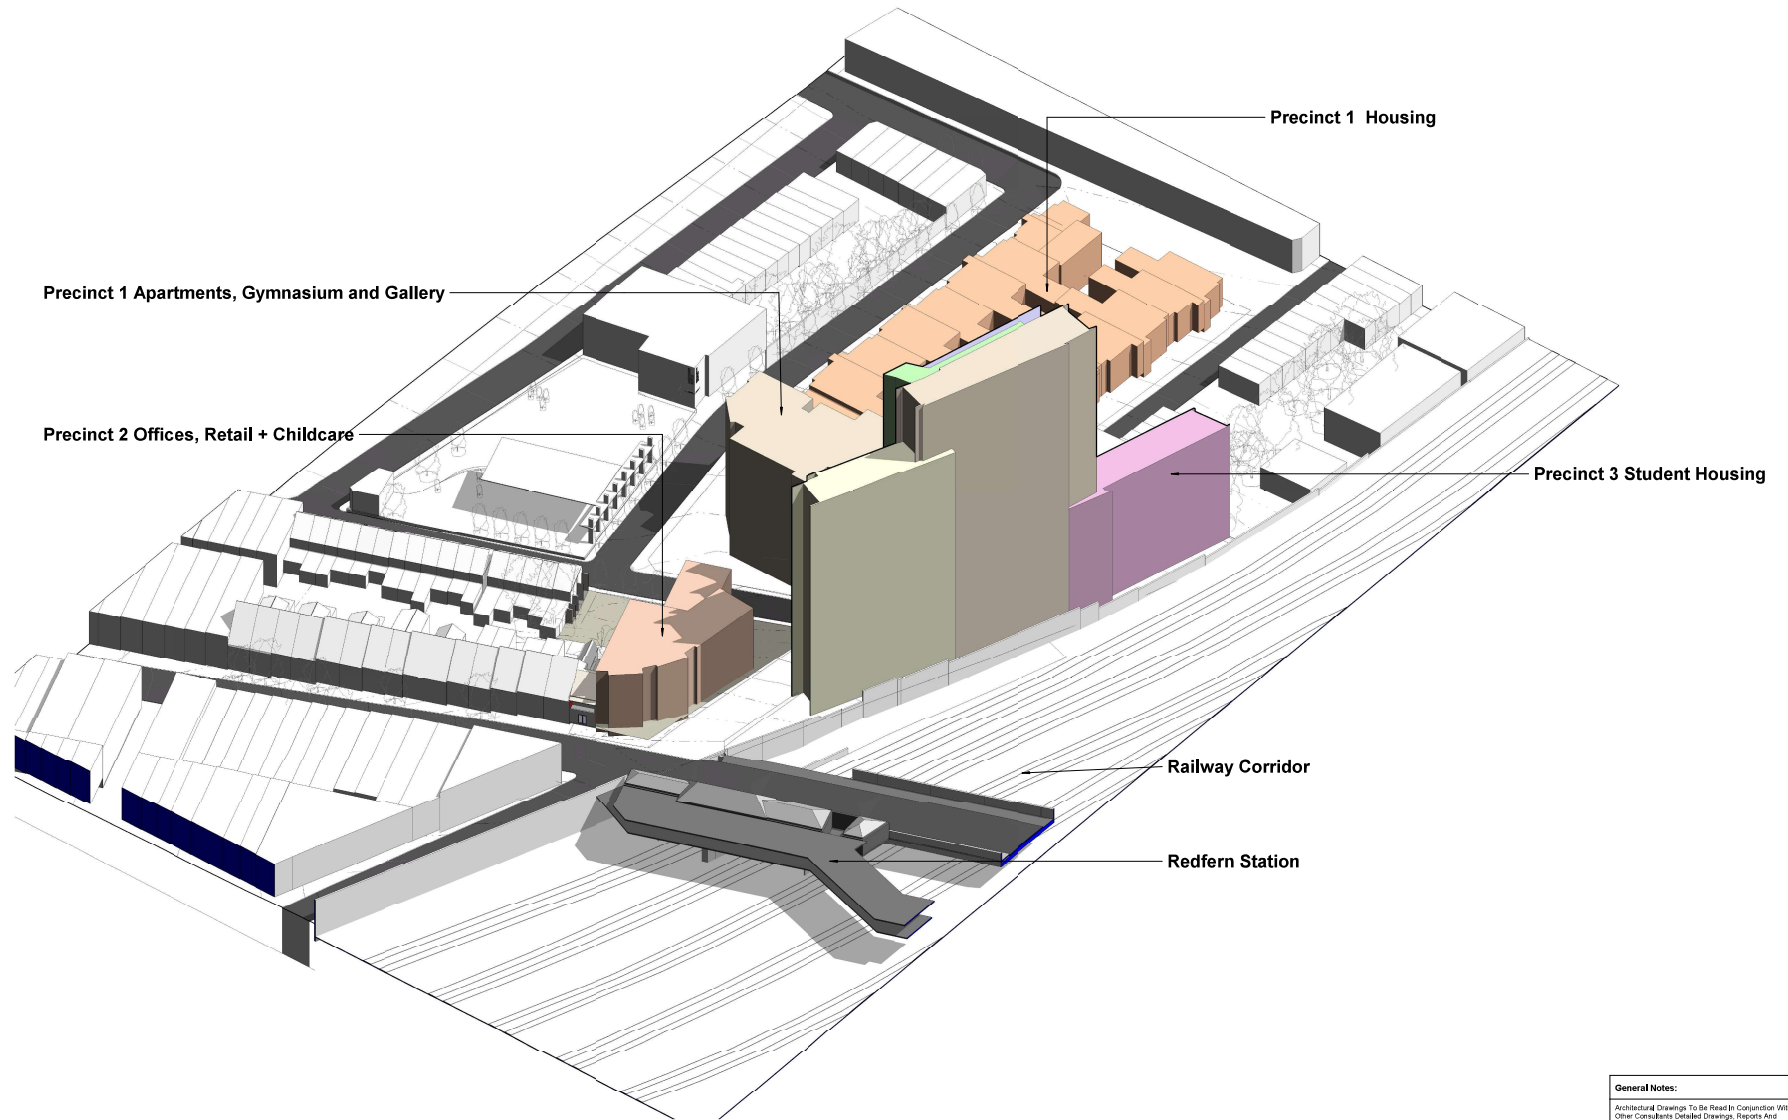 Precinct 1  Housing
Precinct 1 Apartments, Gymnasium and Gallery
Precinct 2 Offices, Retail + Childcare
Precinct 3 Student Housing
Railway Corridor
Redfern Station
General Notes:
Architectural Drawings To Be Read In Conjunction Wit
Other Consultants Detailed Drawings, Reports And